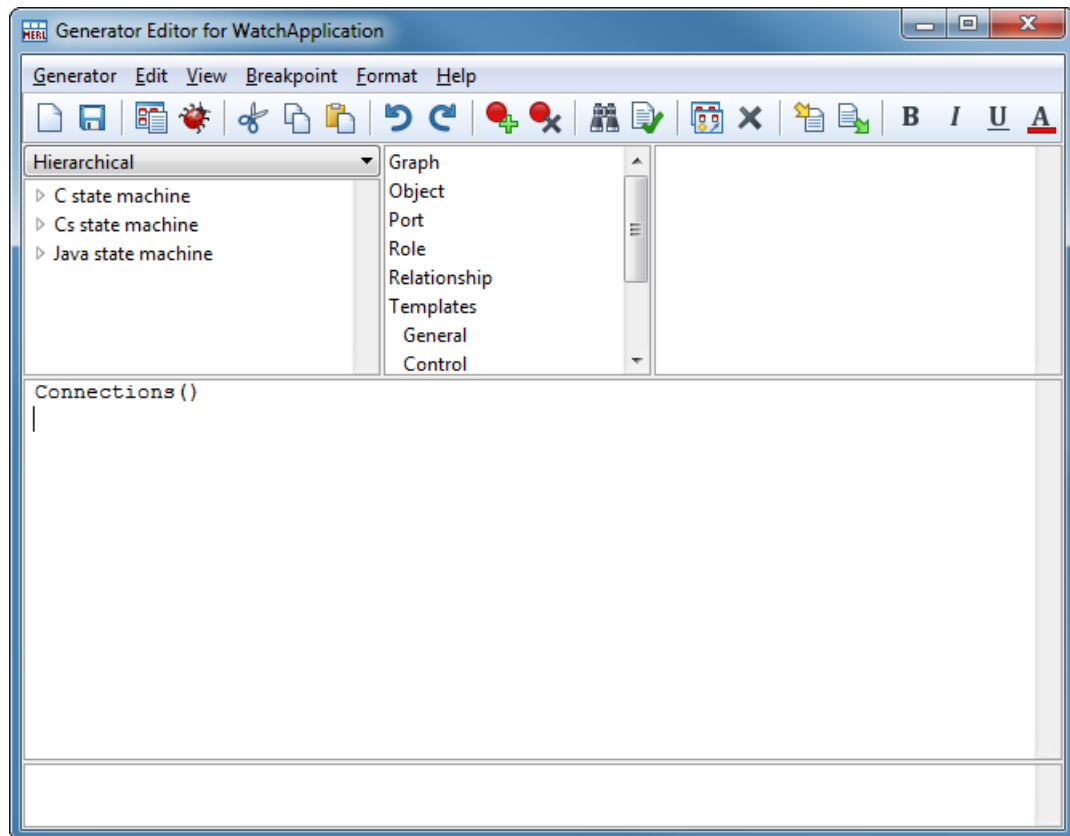 MERL Generator Editor for WatchApplication
Generator Edit View Breakpoint Format Help
B I U A
Hierarchical
C state machine
Cs state machine
Java state machine
Graph
Object
Port
Role
Relationship
Templates
General
Control
Connections()